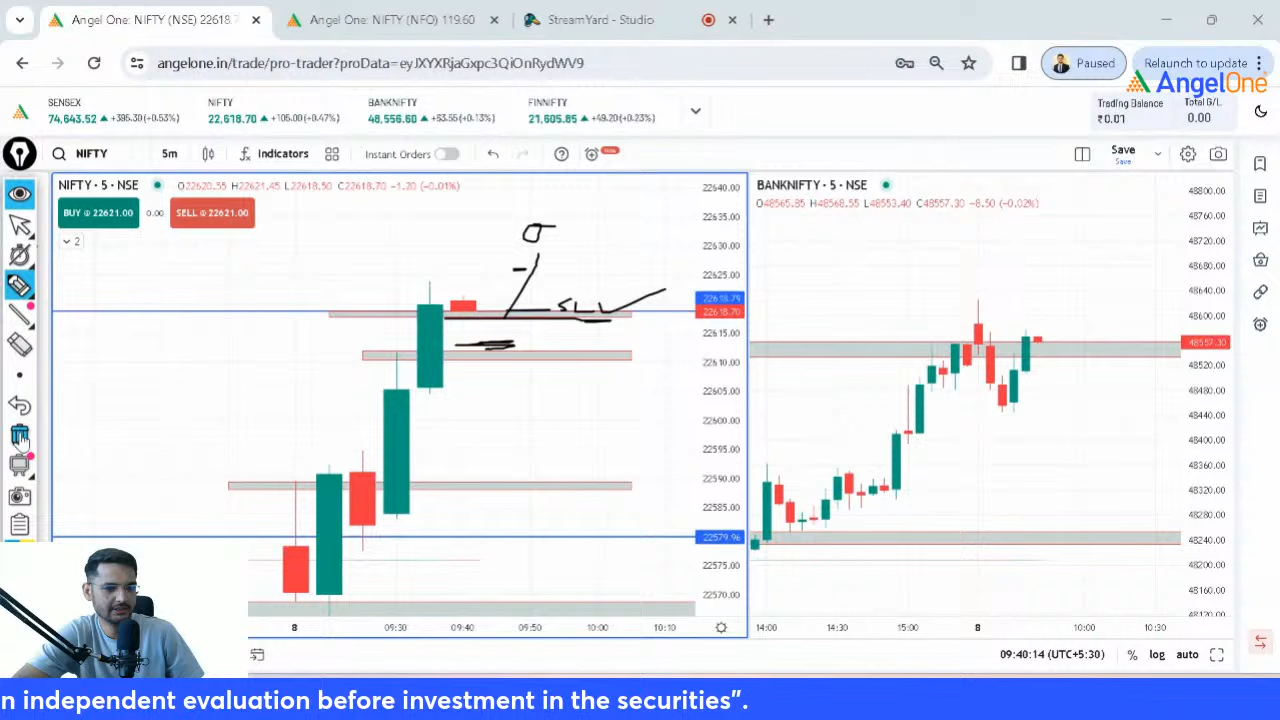 Angel One: NIFTY (NSE) 22618.7
Angel One: NIFTY (NFO) 119.60
StreamYard - Studio
angelone.in/trade/pro-trader?proData=eyJXYXRjaGxpc3QiOnRydWV9
Paused
Relaunch to update
AngelOne
SENSEX
74,643.52 +395.30(+0.53%)
NIFTY
22,618.70 +105.00(+0.47%)
BANKNIFTY
48,556.60 +63.55(+0.13%)
FINNIFTY
21,605.85 +49.20(+0.23%)
Trading Balance
₹0.01
Total G/L
0.00
NIFTY
5m
Indicators
Instant Orders
New
Save
Save
NIFTY · 5 · NSE
O22620.55 H22621.45 L22618.50 C22618.70 -1.20 (-0.01%)
BUY @ 22621.00
0.00
SELL @ 22621.00
2
SLV
22640.00
22635.00
22630.00
22625.00
22618.79
22618.70
22615.00
22610.00
22605.00
22600.00
22595.00
22590.00
22585.00
22579.96
22575.00
22570.00
8
09:30
09:40
09:50
10:00
10:10
BANKNIFTY · 5 · NSE
O48565.85 H48568.55 L48553.40 C48557.30 -8.50 (-0.02%)
48800.00
48760.00
48720.00
48680.00
48640.00
48600.00
48557.30
48520.00
48480.00
48440.00
48400.00
48360.00
48320.00
48280.00
48240.00
48200.00
48160.00
48120.00
14:00
14:30
15:00
8
10:00
10:30
09:40:14 (UTC+5:30)
%
log
auto
n independent evaluation before investment in the securities”.